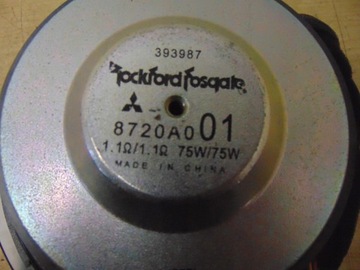 393987
Rockford Fosgate
8720A001
1.1Ω/1.1Ω 75W/75W
MADE IN CHINA